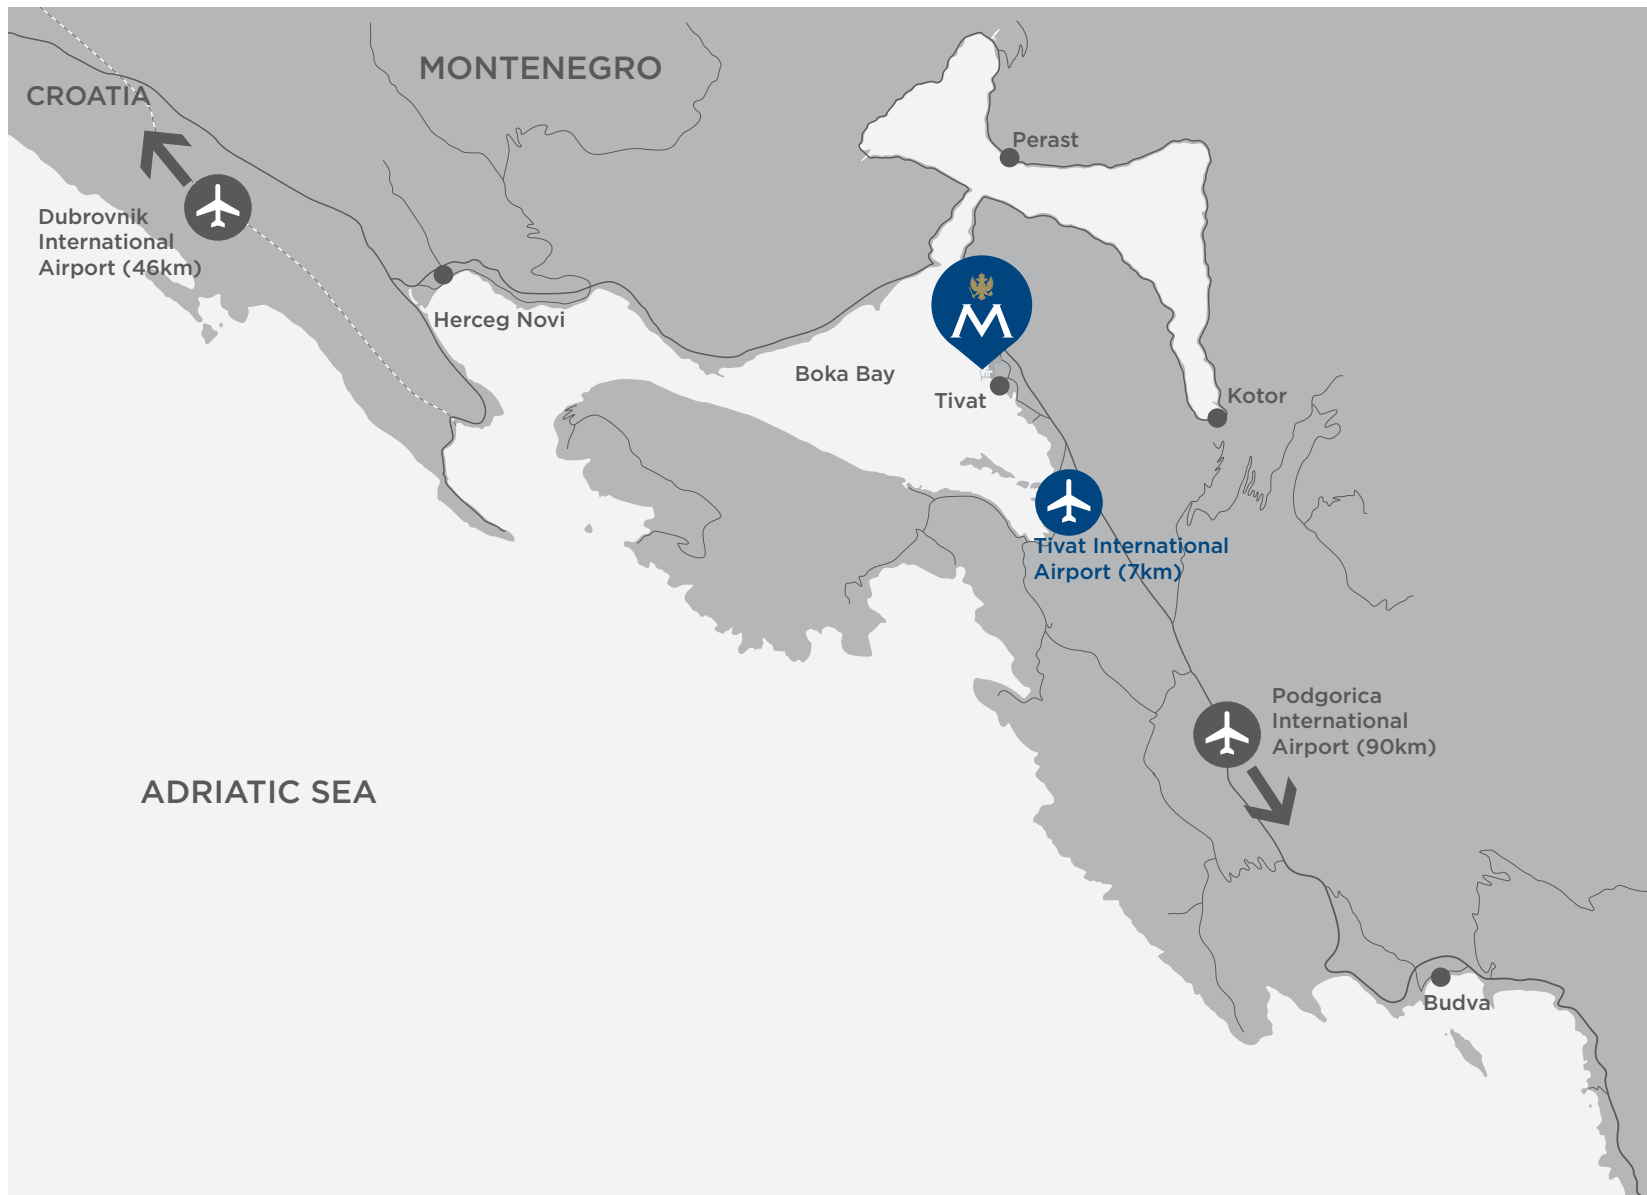 MONTENEGRO
CROATIA
Perast
Dubrovnik
International
Airport (46km)
M
Herceg Novi
Boka Bay
Tivat
Kotor
Tivat International
Airport (7km)
Podgorica
International
Airport (90km)
ADRIATIC SEA
Budva